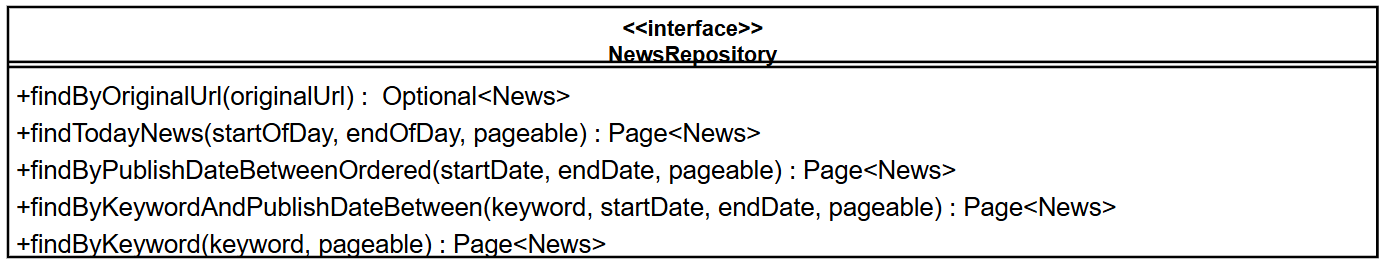 <<interface>>
NewsRepository
+findByOriginalUrl(originalUrl) :  Optional<News>
+findTodayNews(startOfDay, endOfDay, pageable) : Page<News>
+findByPublishDateBetweenOrdered(startDate, endDate, pageable) : Page<News>
+findByKeywordAndPublishDateBetween(keyword, startDate, endDate, pageable) : Page<News>
+findByKeyword(keyword, pageable) : Page<News>